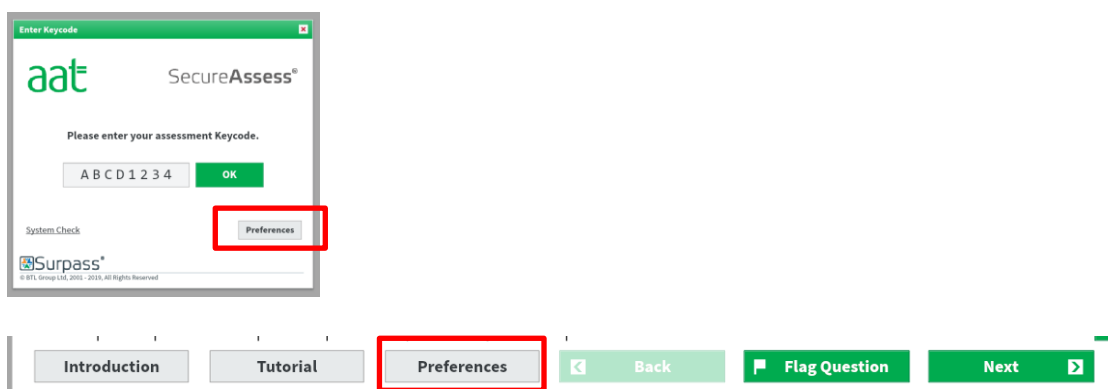 Enter Keycode
aat SecureAssess®
Please enter your assessment Keycode.
ABCD1234 OK
System Check Preferences
Surpass®
© BTL Group Ltd, 2001 - 2019, All Rights Reserved
Introduction Tutorial Preferences Back Flag Question Next